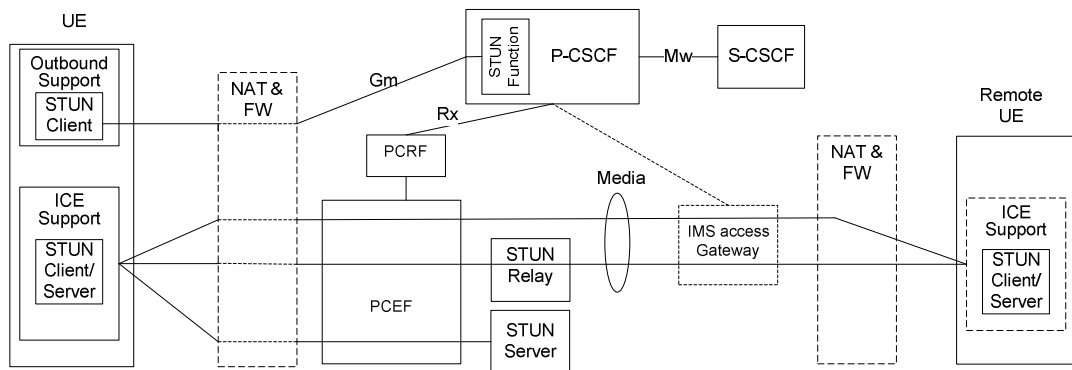 UE
Outbound
Support
STUN
Client
NAT &
FW
Gm
STUN
Function
P-CSCF
Mw
S-CSCF
Rx
PCRF
Remote
UE
NAT &
FW
ICE
Support
STUN
Client/
Server
Media
IMS access
Gateway
STUN
Relay
PCEF
STUN
Server
ICE
Support
STUN
Client/
Server